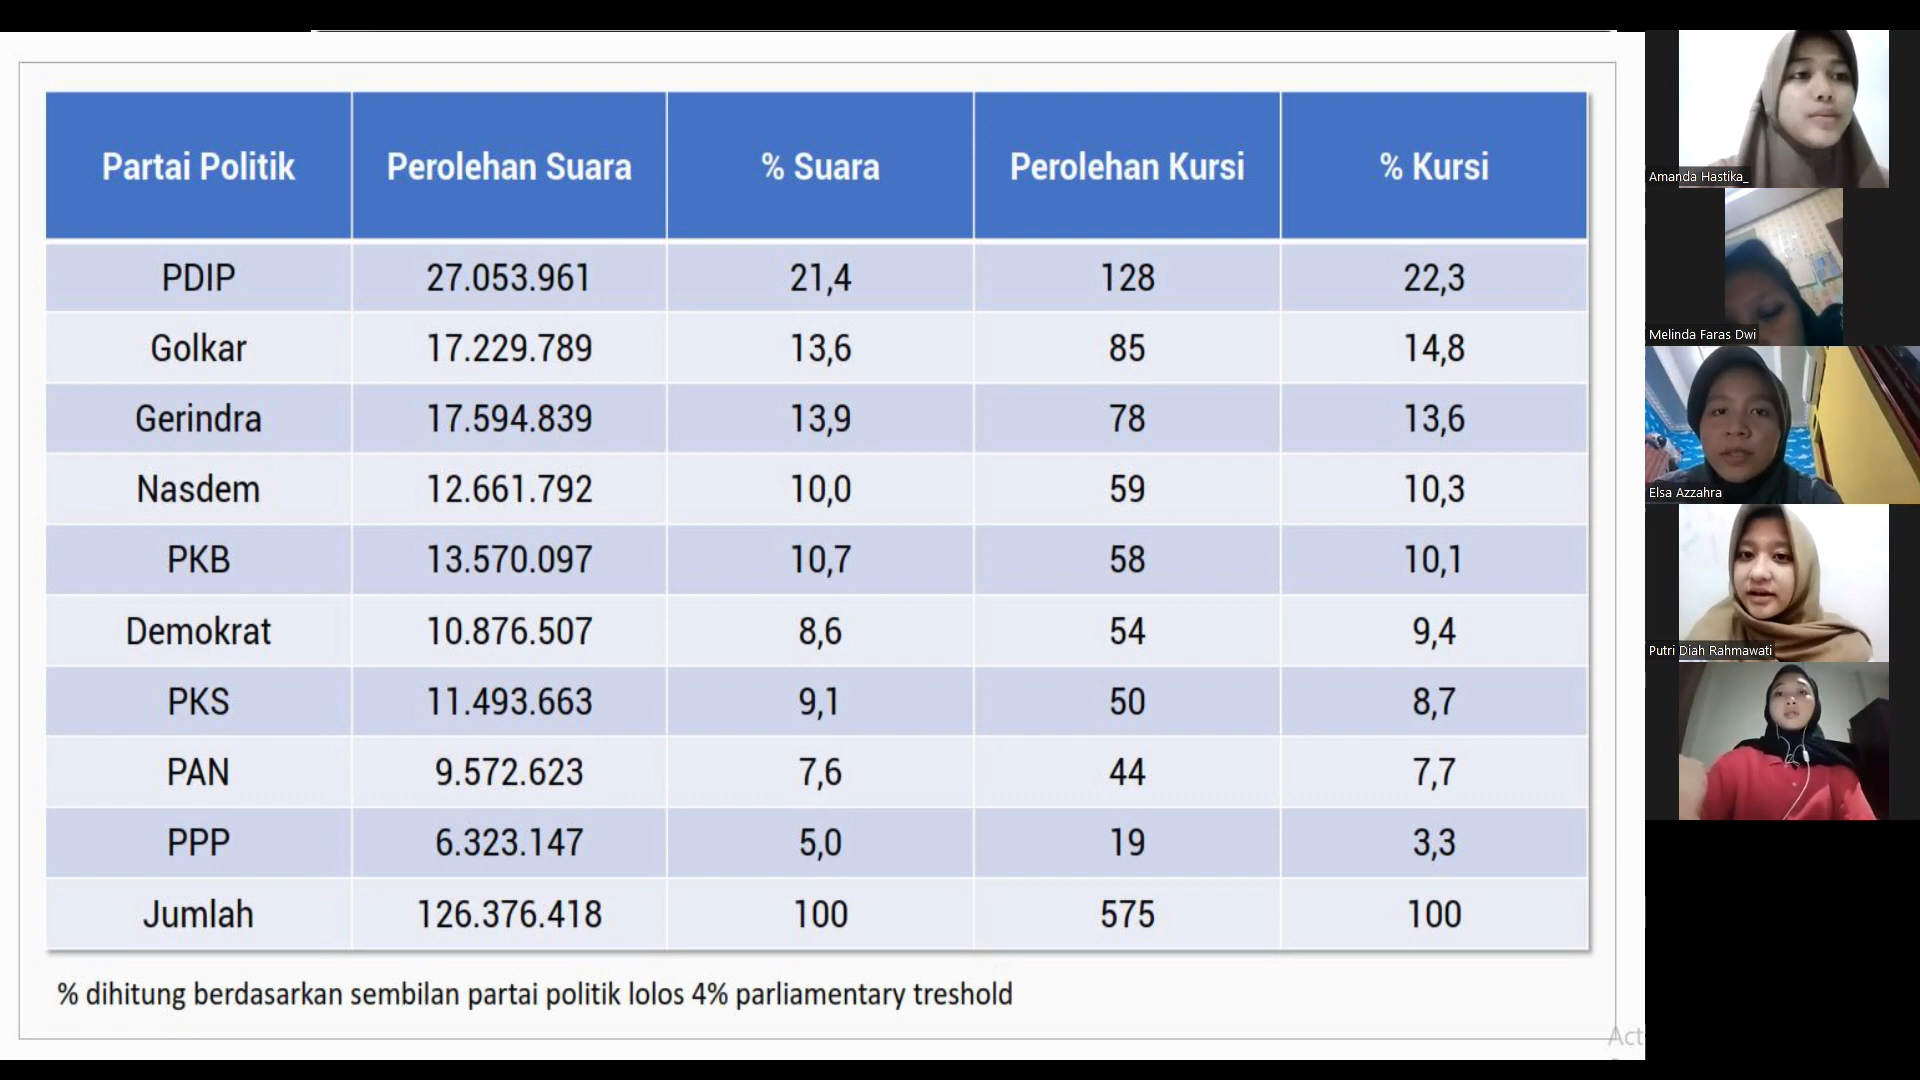 Partai Politik Perolehan Suara % Suara Perolehan Kursi % Kursi
PDIP 27.053.961 21,4 128 22,3
Golkar 17.229.789 13,6 85 14,8
Gerindra 17.594.839 13,9 78 13,6
Nasdem 12.661.792 10,0 59 10,3
PKB 13.570.097 10,7 58 10,1
Demokrat 10.876.507 8,6 54 9,4
PKS 11.493.663 9,1 50 8,7
PAN 9.572.623 7,6 44 7,7
PPP 6.323.147 5,0 19 3,3
Jumlah 126.376.418 100 575 100
% dihitung berdasarkan sembilan partai politik lolos 4% parliamentary treshold
Act
Amanda Hastika_
Melinda Faras Dwi
Elsa Azzahra
Putri Diah Rahmawati